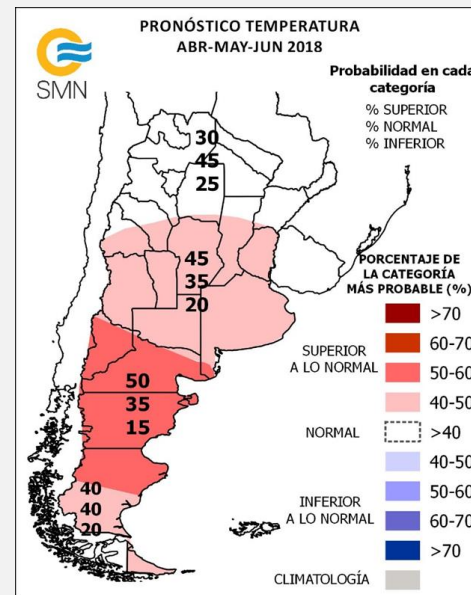 PRONÓSTICO TEMPERATURA
ABR-MAY-JUN 2018
SMN
Probabilidad en cada
categoría
% SUPERIOR
% NORMAL
% INFERIOR
30
45
25
45
35
20
50
35
15
40
40
20
PORCENTAJE DE
LA CATEGORÍA
MÁS PROBABLE (%)
>70
60-70
SUPERIOR
A LO NORMAL
50-60
40-50
NORMAL
>40
40-50
50-60
INFERIOR
A LO NORMAL
60-70
>70
CLIMATOLOGÍA